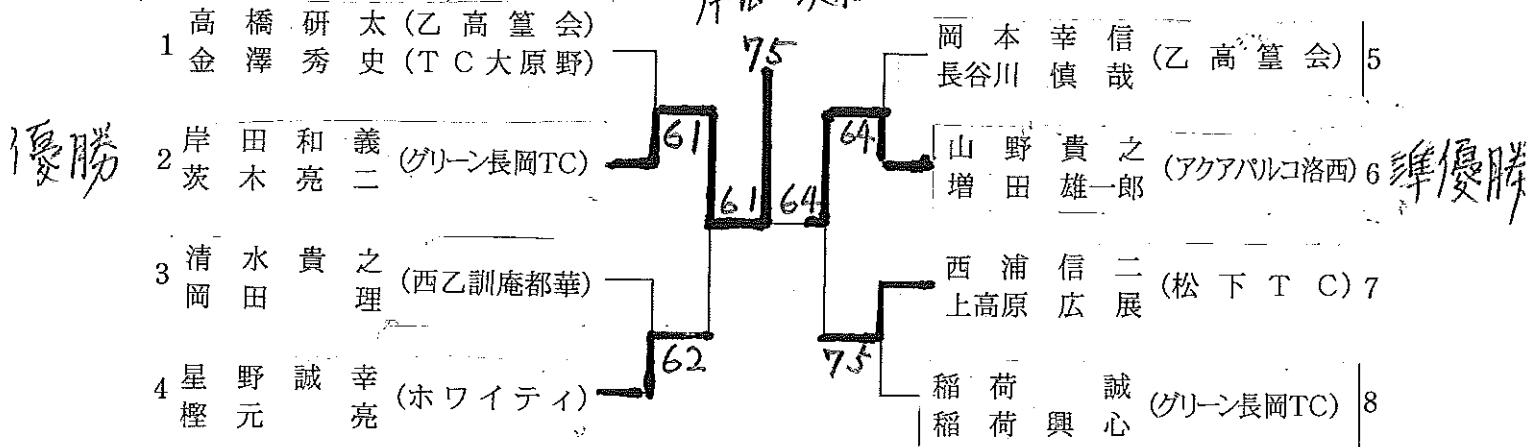 75
1 高橋研太 (乙高篁会)
金澤秀史 (TC大原野)
61
優勝 2 岸田和義 (グリーン長岡TC)
茨木亮二
61
3 清水貴之 (西乙訓庵都華)
岡田 理
62
4 星野誠幸 (ホワイティ)
樫元 亮
岡本幸信 (乙高篁会) 5
長谷川慎哉
64
山野貴之 (アクアパルコ洛西) 6 準優勝
増田雄一郎
64
西浦信二 (松下TC) 7
上高原広展
75
稲荷 誠 (グリーン長岡TC) 8
稲荷興心